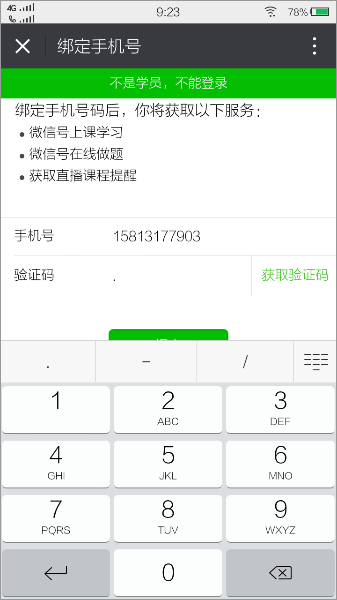 4G 9:23 78%
绑定手机号
不是学员，不能登录
绑定手机号码后，你将获取以下服务：
微信号上课学习
微信号在线做题
获取直播课程提醒
手机号 15813177903
验证码 . 获取验证码
. - /
1 2 3
ABC DEF
4 5 6
GHI JKL MNO
7 8 9
PQRS TUV WXYZ
0